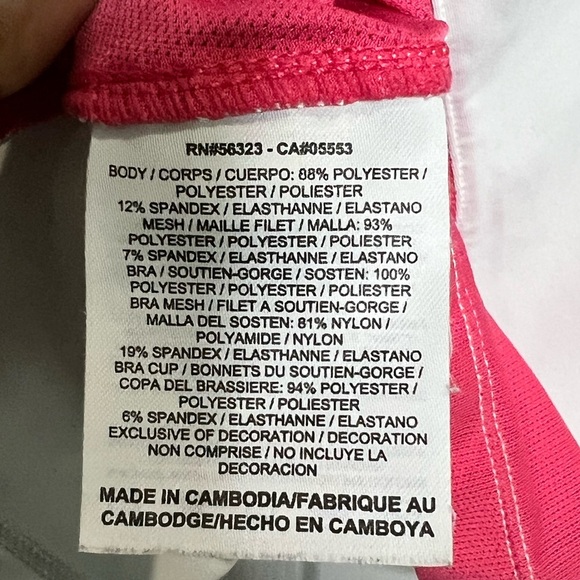 RN#56323 - CA#05553
BODY / CORPS / CUERPO: 88% POLYESTER /
POLYESTER / POLIESTER
12% SPANDEX / ELASTHANNE / ELASTANO
MESH / MAILLE FILET / MALLA: 93%
POLYESTER / POLYESTER / POLIESTER
7% SPANDEX / ELASTHANNE / ELASTANO
BRA / SOUTIEN-GORGE / SOSTEN: 100%
POLYESTER / POLYESTER / POLIESTER
BRA MESH / FILET A SOUTIEN-GORGE /
MALLA DEL SOSTEN: 81% NYLON /
POLYAMIDE / NYLON
19% SPANDEX / ELASTHANNE / ELASTANO
BRA CUP / BONNETS DU SOUTIEN-GORGE /
COPA DEL BRASSIERE: 94% POLYESTER /
POLYESTER / POLIESTER
6% SPANDEX / ELASTHANNE / ELASTANO
EXCLUSIVE OF DECORATION / DECORATION
NON COMPRISE / NO INCLUYE LA
DECORACION
MADE IN CAMBODIA/FABRIQUE AU
CAMBODGE/HECHO EN CAMBOYA